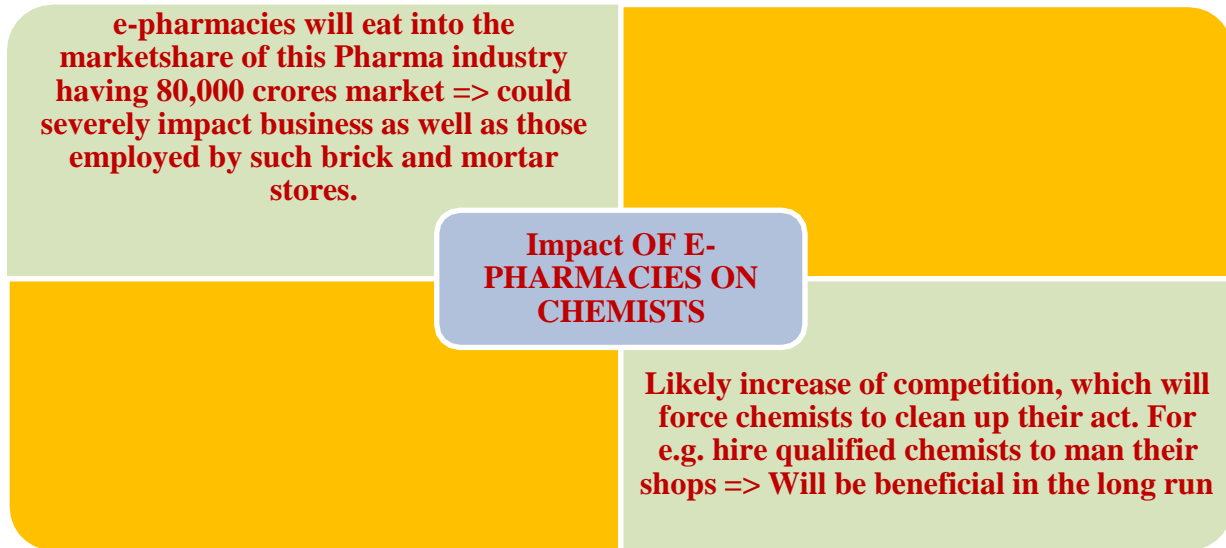 e-pharmacies will eat into the
marketshare of this Pharma industry
having 80,000 crores market => could
severely impact business as well as those
employed by such brick and mortar
stores.
Impact OF E-
PHARMACIES ON
CHEMISTS
Likely increase of competition, which will
force chemists to clean up their act. For
e.g. hire qualified chemists to man their
shops => Will be beneficial in the long run